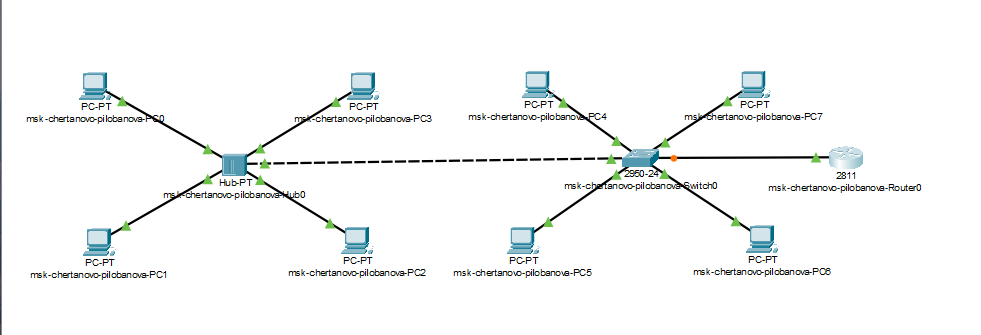 PC-PT
msk-chertanovo-pilobanova-PC0
PC-PT
msk-chertanovo-pilobanova-PC3
PC-PT
msk-chertanovo-pilobanova-PC4
PC-PT
msk-chertanovo-pilobanova-PC7
Hub-PT
msk-chertanovo-pilobanova-Hub0
2950-24
msk-chertanovo-pilobanova-Switch0
2811
msk-chertanovo-pilobanova-Router0
PC-PT
msk-chertanovo-pilobanova-PC1
PC-PT
msk-chertanovo-pilobanova-PC2
PC-PT
msk-chertanovo-pilobanova-PC5
PC-PT
msk-chertanovo-pilobanova-PC6